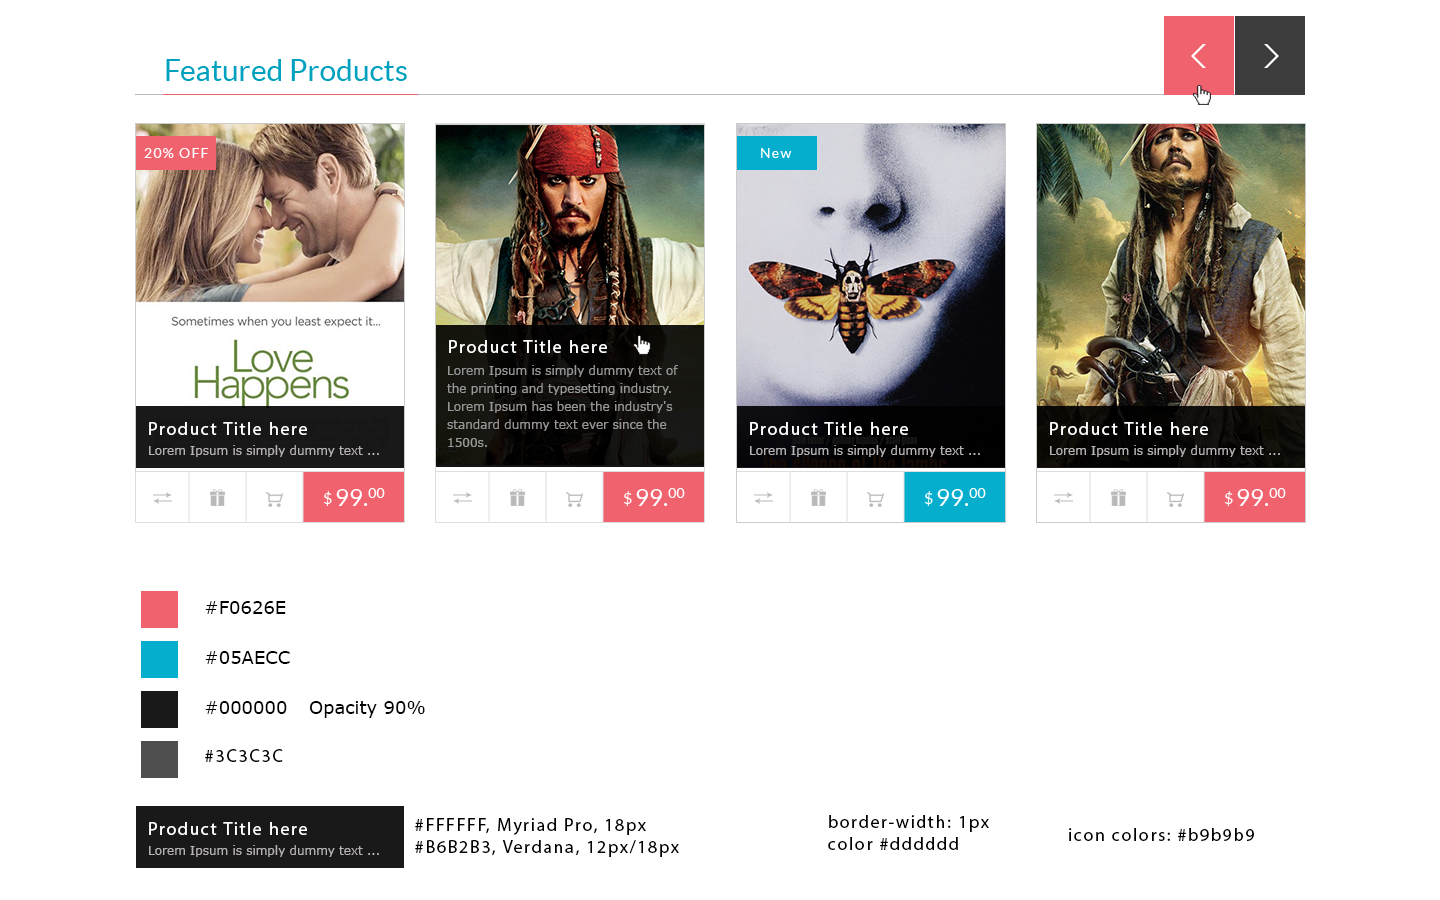 Featured Products
20% OFF
Sometimes when you least expect it...
Love
Happens
Product Title here
Lorem Ipsum is simply dummy text ...
$ 99.00
Product Title here
Lorem Ipsum is simply dummy text of
the printing and typesetting industry.
Lorem Ipsum has been the industry's
standard dummy text ever since the
1500s.
$ 99.00
New
Product Title here
Lorem Ipsum is simply dummy text ...
$ 99.00
Product Title here
Lorem Ipsum is simply dummy text ...
$ 99.00
#F0626E
#05AECC
#000000 Opacity 90%
#3C3C3C
Product Title here
Lorem Ipsum is simply dummy text ...
#FFFFFF, Myriad Pro, 18px
#B6B2B3, Verdana, 12px/18px
border-width: 1px
color #dddddd
icon colors: #b9b9b9